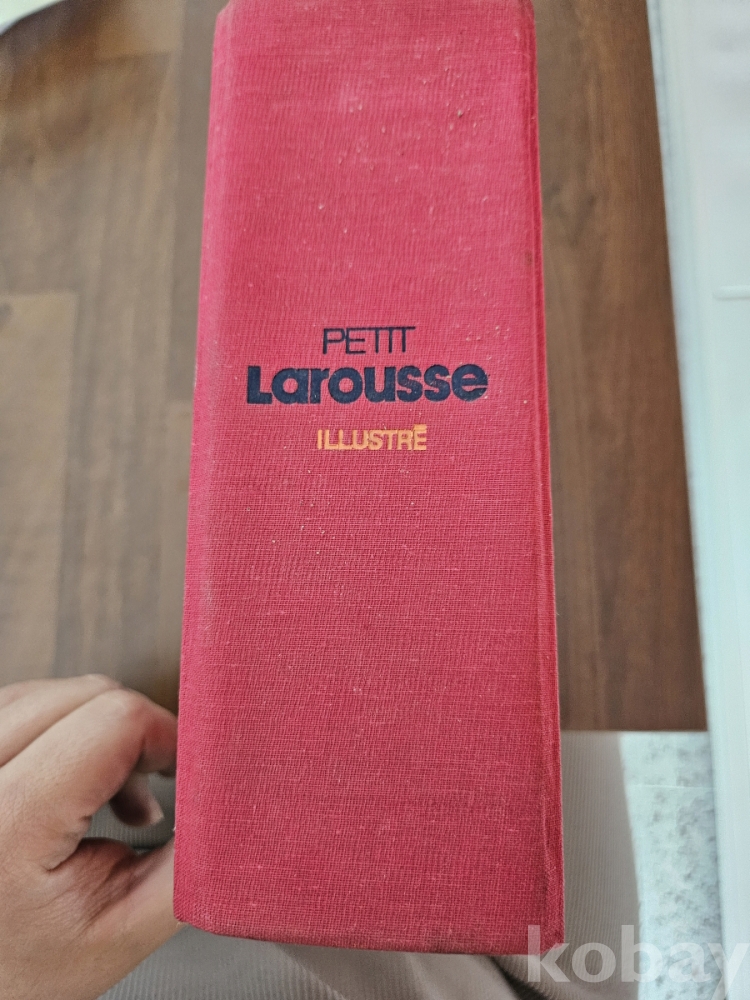 PETIT
Larousse
ILLUSTRÉ
kobay